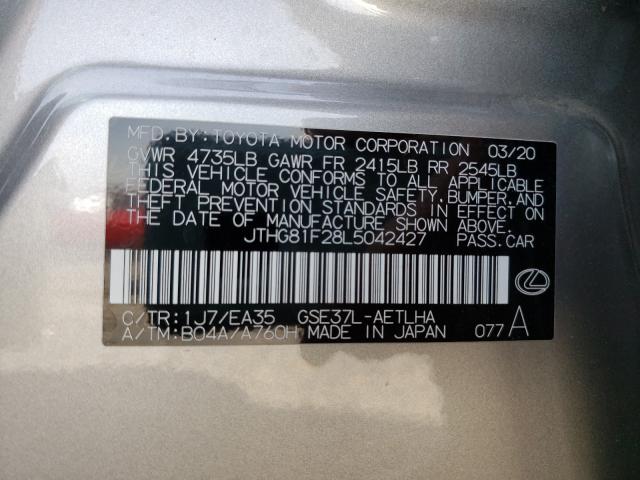 MFD. BY: TOYOTA MOTOR CORPORATION 03/20
GVWR 4735LB GAWR FR 2415LB RR 2545LB
THIS VEHICLE CONFORMS TO ALL APPLICABLE
FEDERAL MOTOR VEHICLE SAFETY, BUMPER, AND
THEFT PREVENTION STANDARDS IN EFFECT ON
THE DATE OF MANUFACTURE SHOWN ABOVE.
JTHG81F28L5042427 PASS. CAR
C/TR: 1J7/EA35 GSE37L-AETLHA
A/TM: B04A/A760H MADE IN JAPAN 077 A